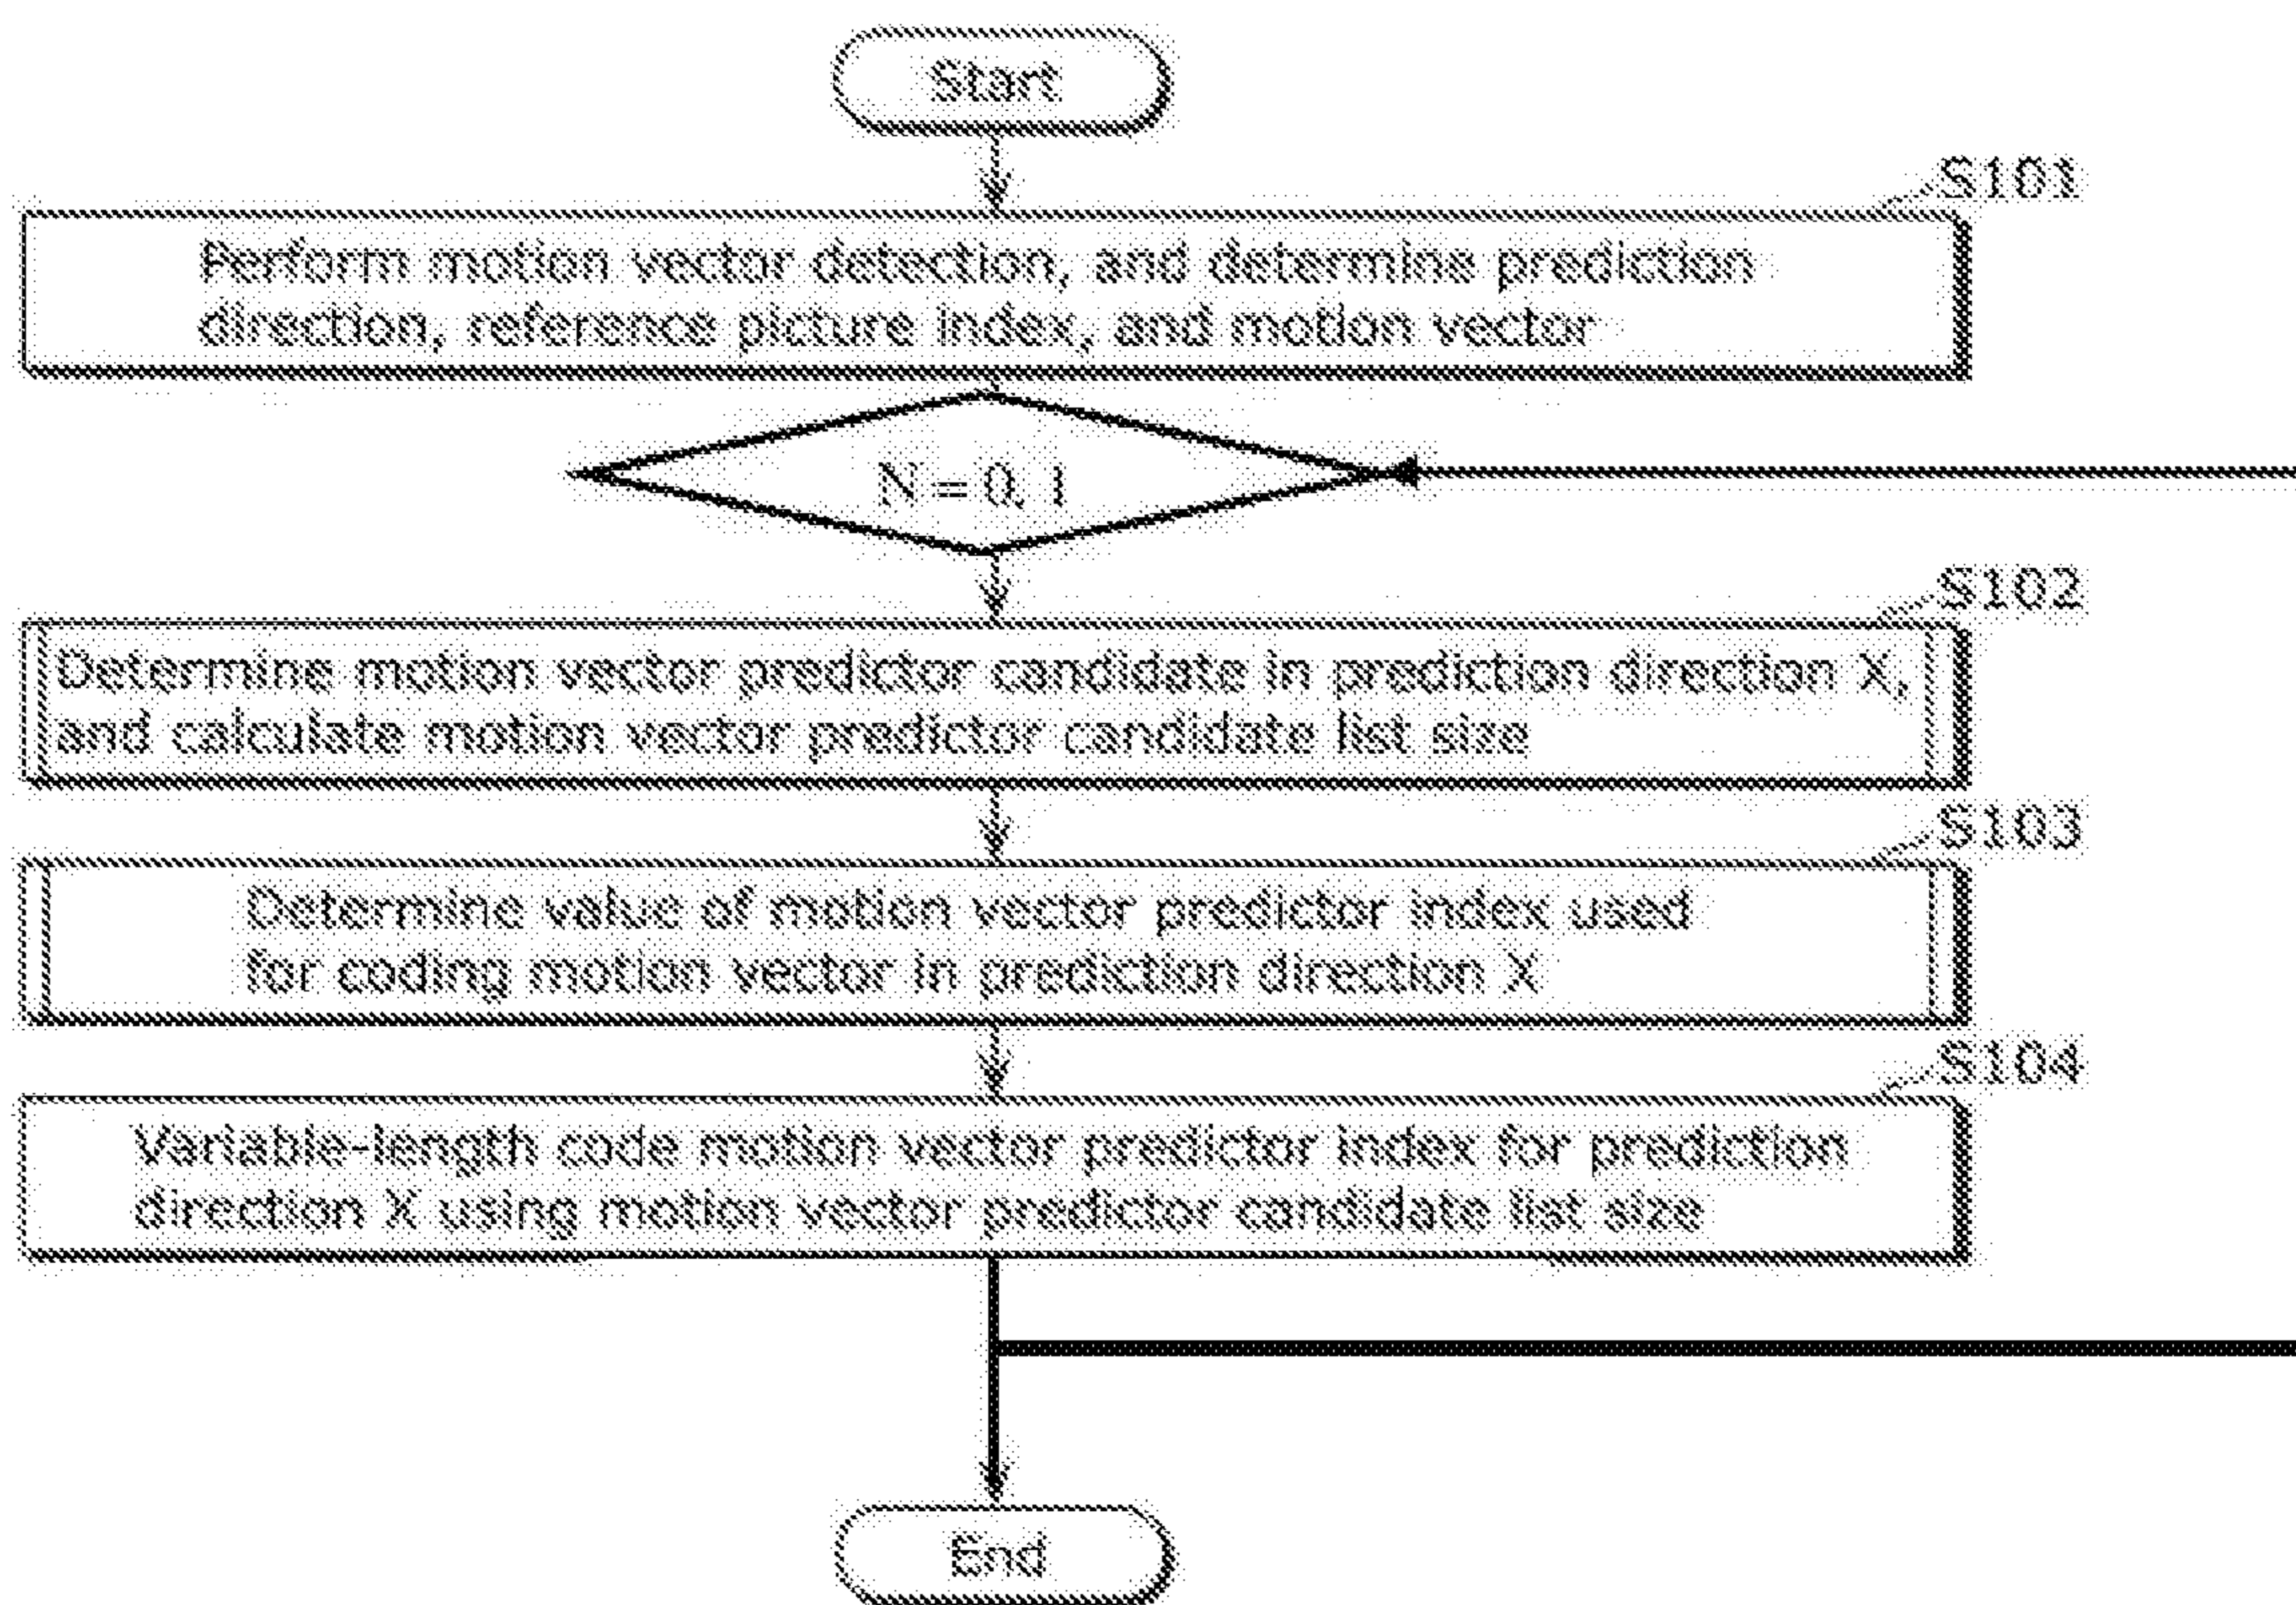 Start
S101
Perform motion vector detection, and determine prediction
direction, reference picture index, and motion vector
N = 0, 1
S102
Determine motion vector predictor candidate in prediction direction X,
and calculate motion vector predictor candidate list size
S103
Determine value of motion vector predictor index used
for coding motion vector in prediction direction X
S104
Variable-length code motion vector predictor index for prediction
direction X using motion vector predictor candidate list size
End